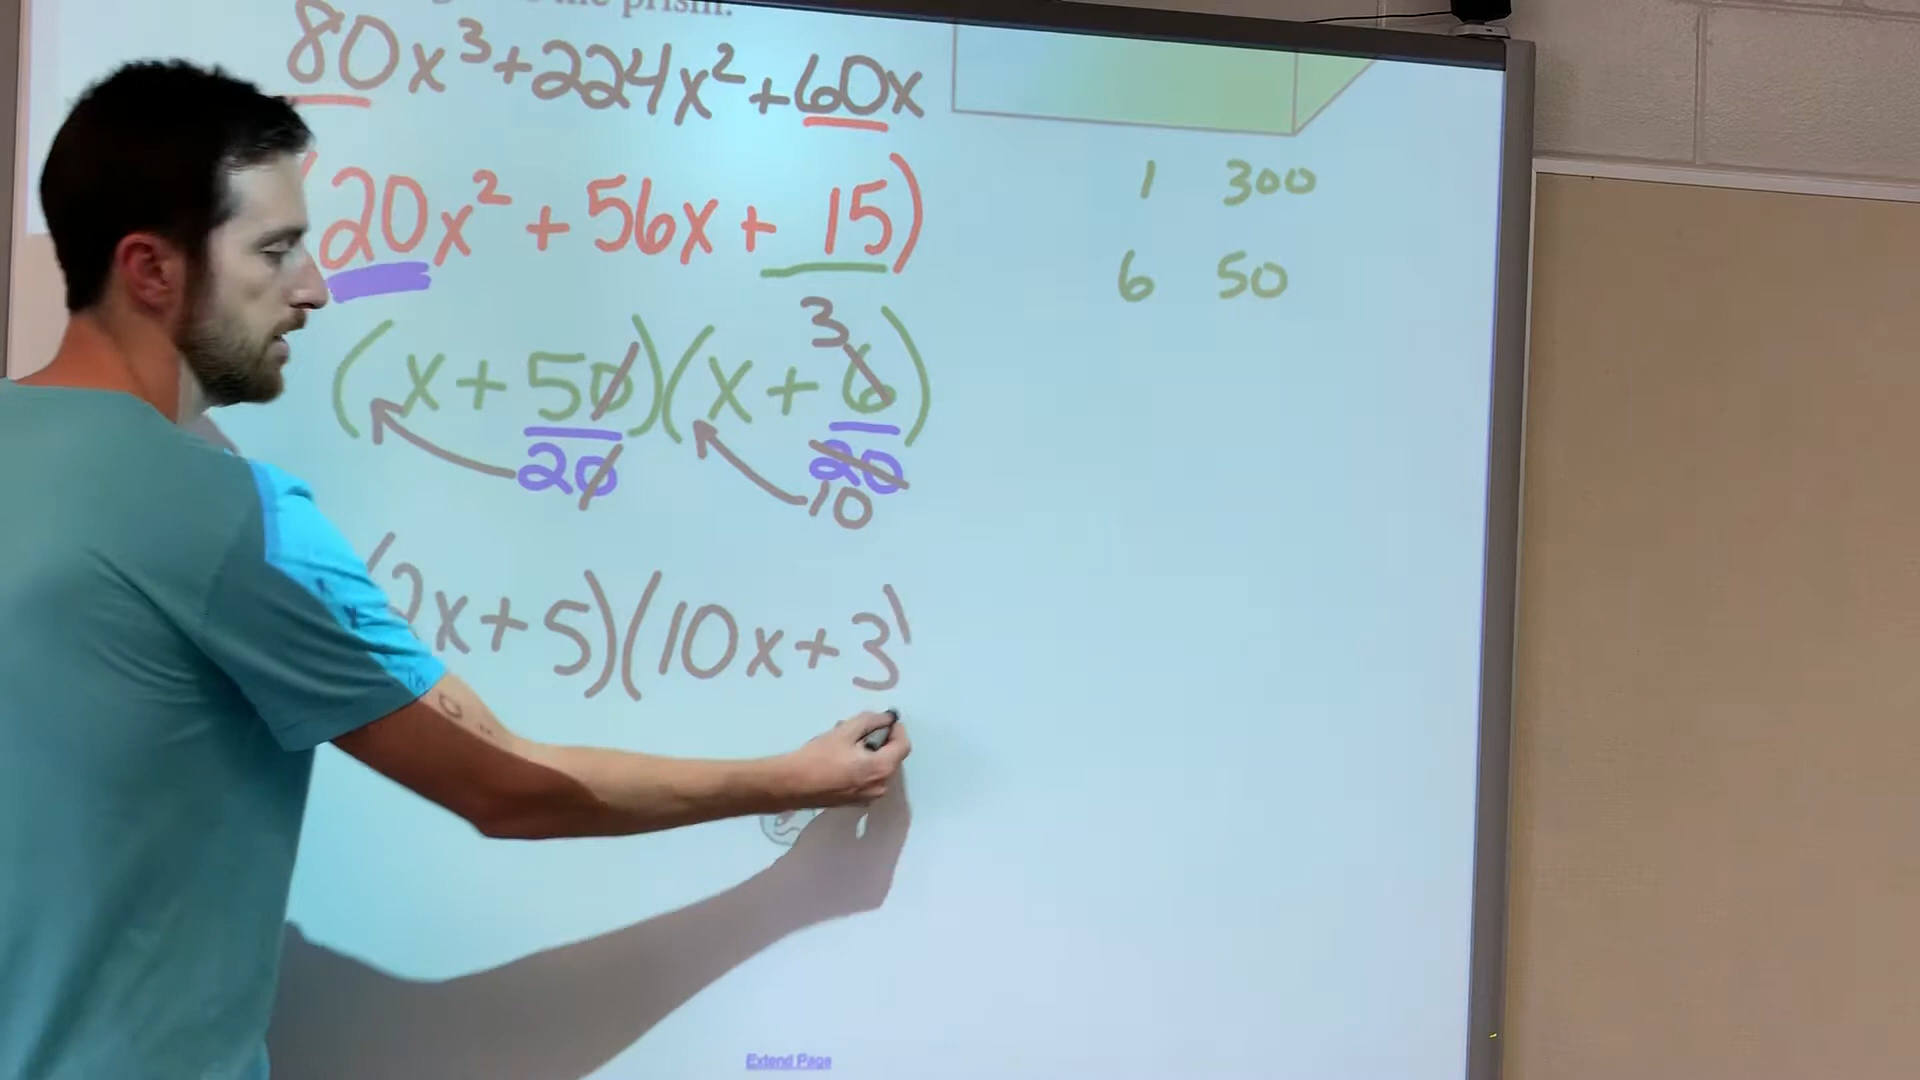 the prism.
80x³+224x²+60x
(20x² + 56x + 15)
1 300
6 50
3
(x + 50)(x + 6)
20 20
10
(2x + 5)(10x + 3)
Extend Page